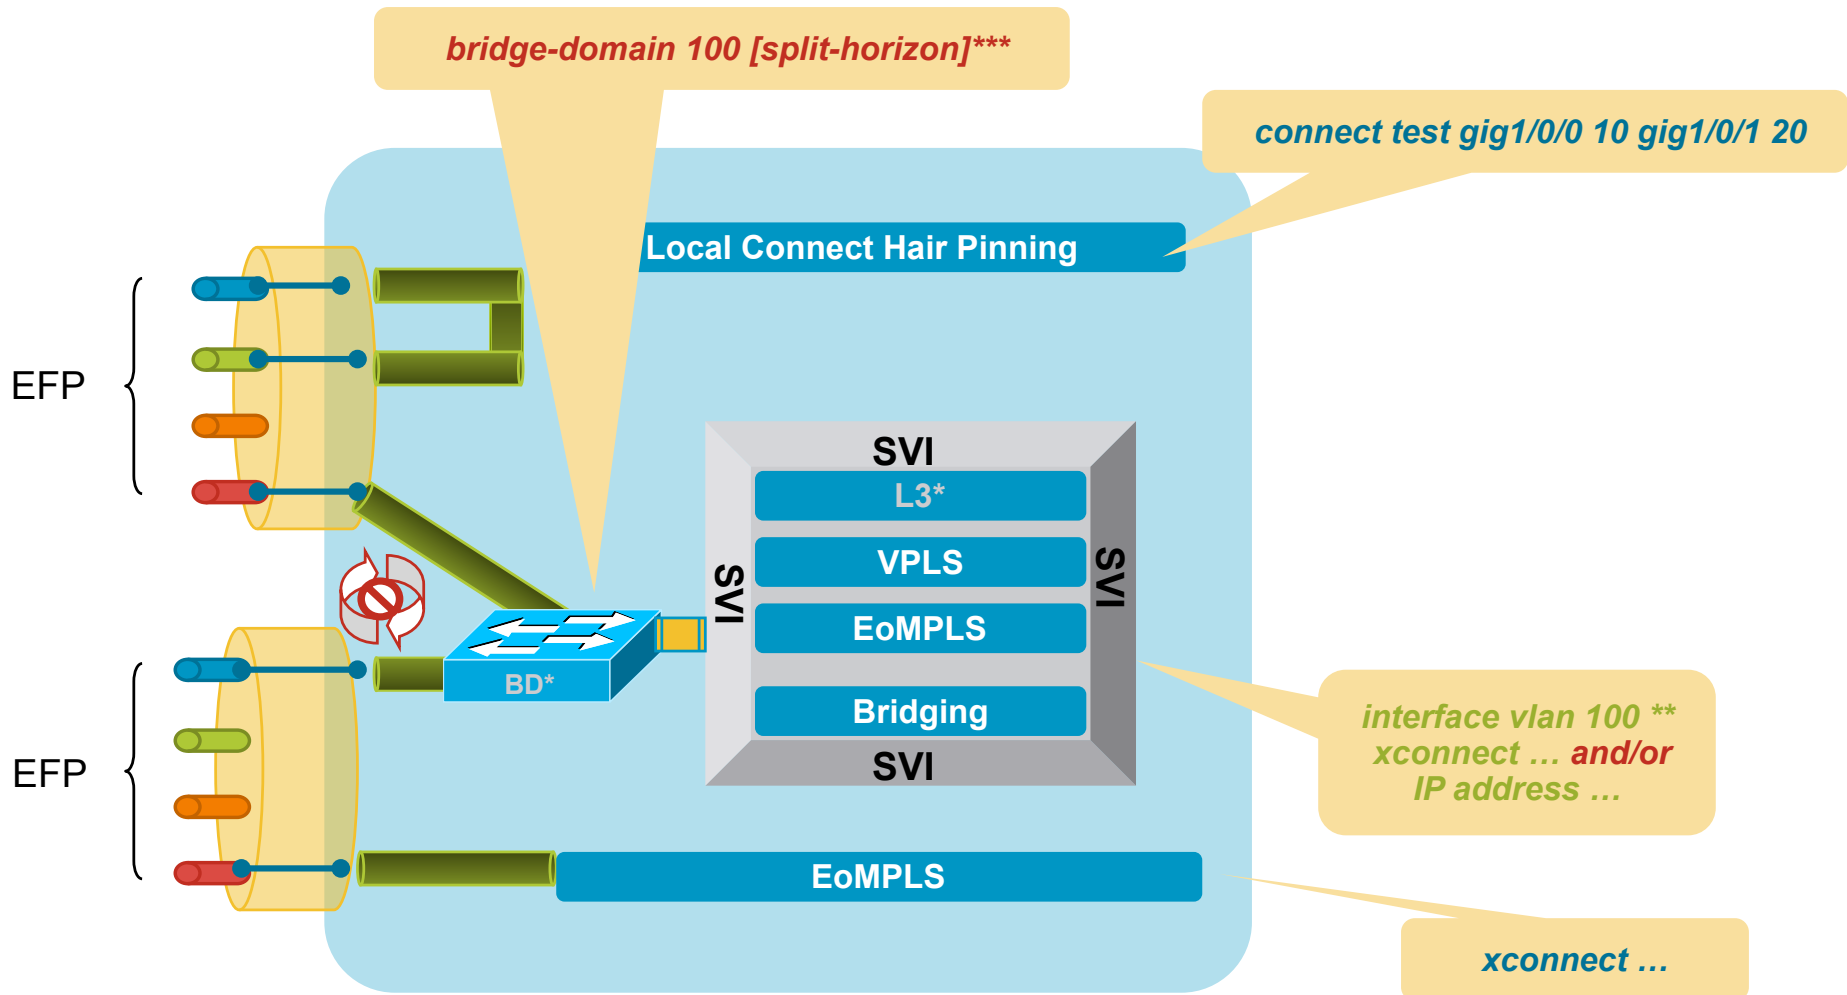 bridge-domain 100 [split-horizon]***
connect test gig1/0/0 10 gig1/0/1 20
Local Connect Hair Pinning
EFP
SVI
L3*
VPLS
SVI
SVI
EoMPLS
BD*
Bridging
SVI
interface vlan 100 **
xconnect … and/or
IP address …
EFP
EoMPLS
xconnect …